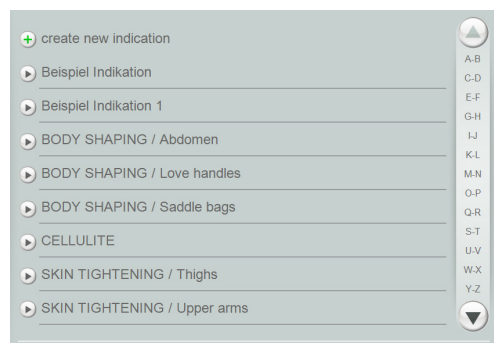 create new indication
Beispiel Indikation
Beispiel Indikation 1
BODY SHAPING / Abdomen
BODY SHAPING / Love handles
BODY SHAPING / Saddle bags
CELLULITE
SKIN TIGHTENING / Thighs
SKIN TIGHTENING / Upper arms
A-B
C-D
E-F
G-H
I-J
K-L
M-N
O-P
Q-R
S-T
U-V
W-X
Y-Z